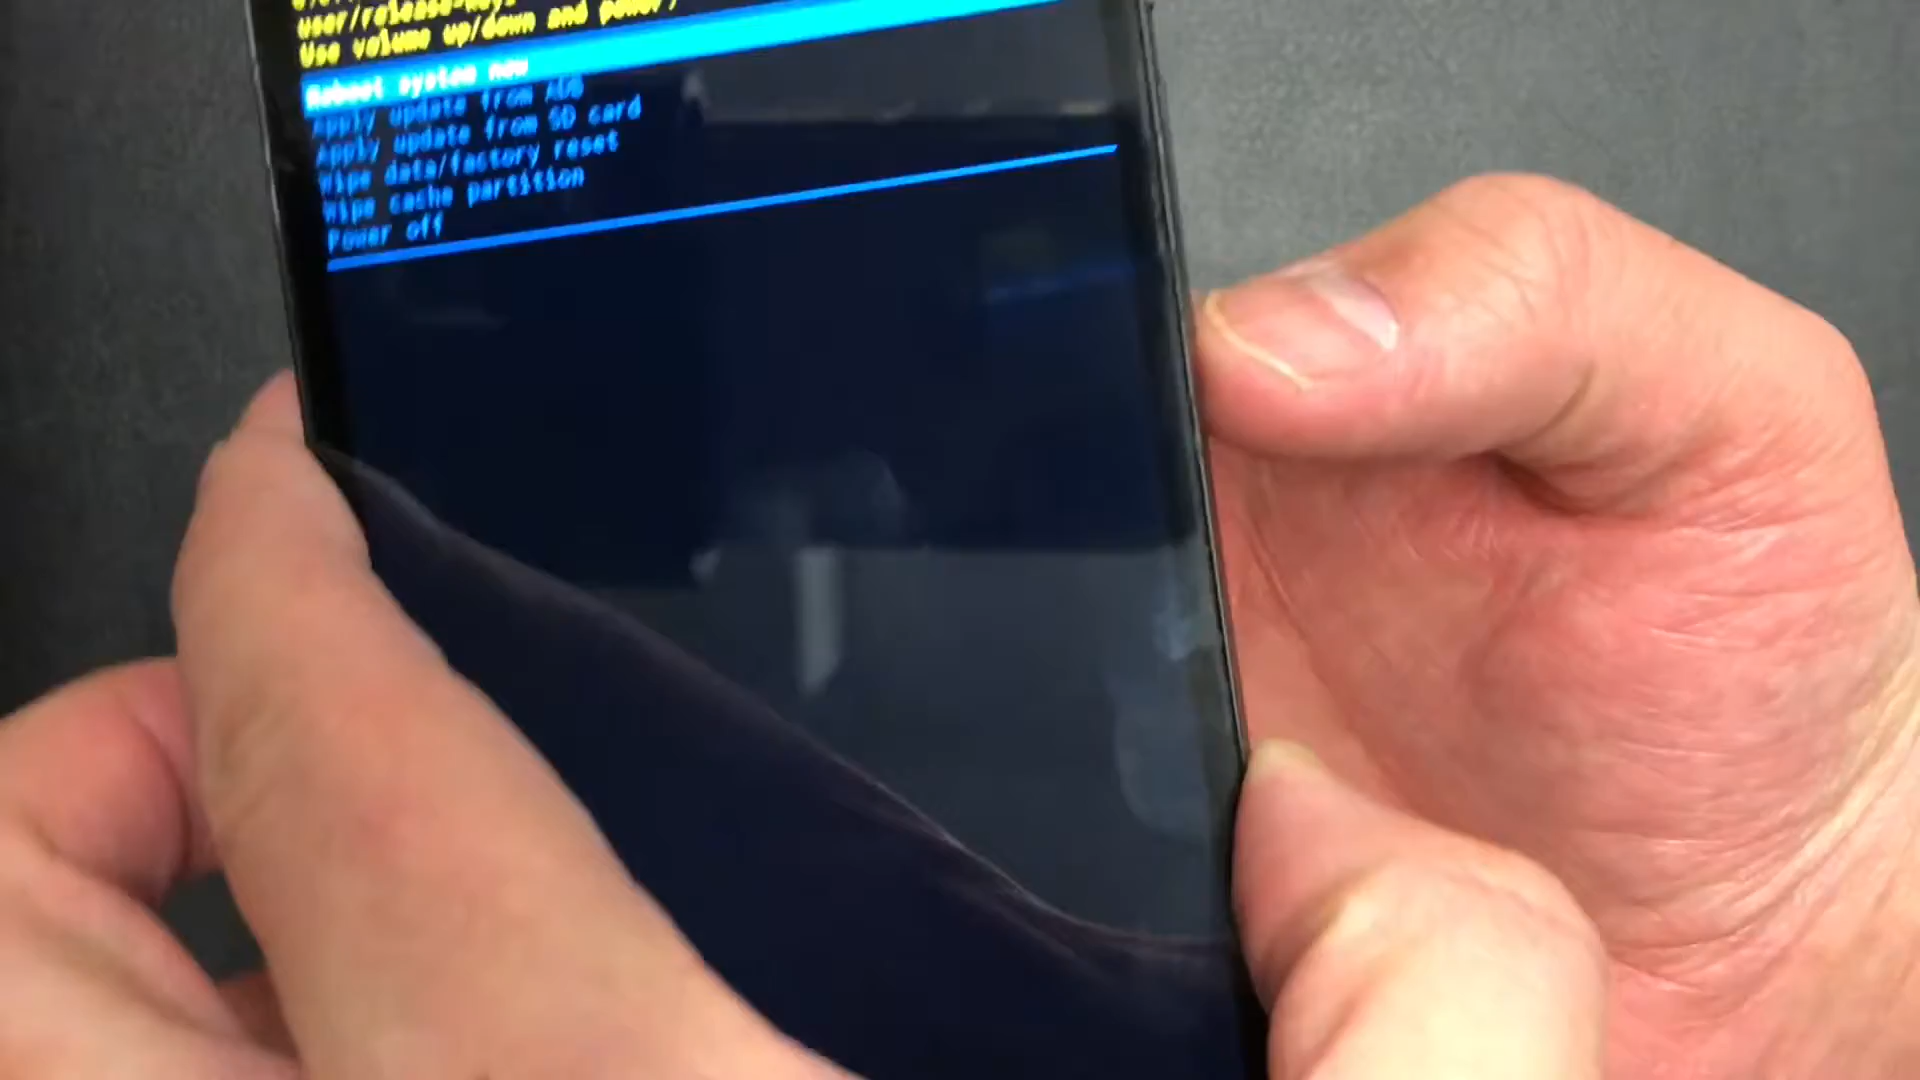 user/release-keys
Use volume up/down and power)
Reboot system now
Apply update from ADB
Apply update from SD card
Wipe data/factory reset
Wipe cache partition
Power off